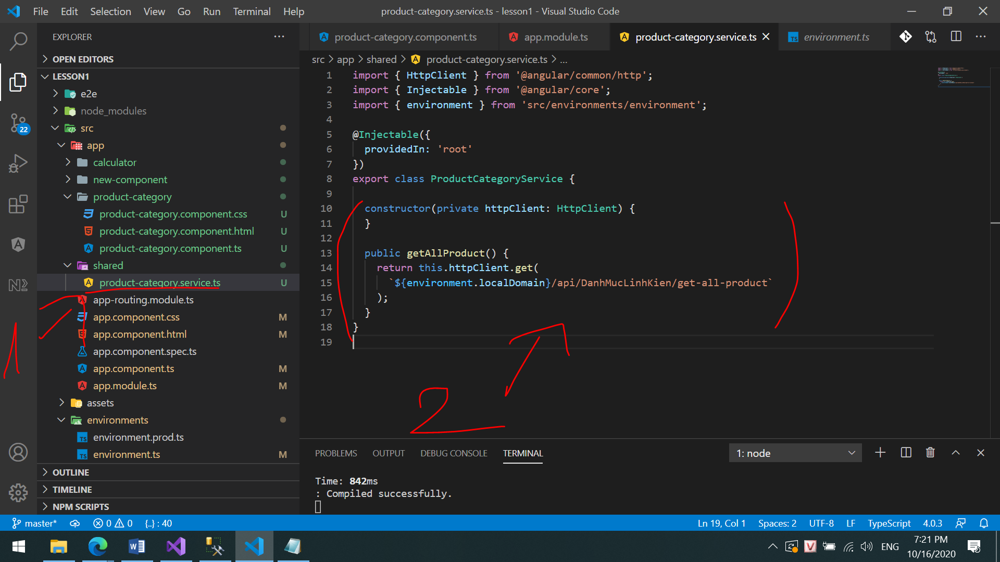 File Edit Selection View Go Run Terminal Help
product-category.service.ts - lesson1 - Visual Studio Code
EXPLORER
OPEN EDITORS
LESSON1
e2e
node_modules
src
app
calculator
new-component
product-category
product-category.component.css U
product-category.component.html U
product-category.component.ts U
shared
product-category.service.ts U
app-routing.module.ts
app.component.css M
app.component.html M
app.component.spec.ts
app.component.ts M
app.module.ts M
assets
environments
environment.prod.ts
environment.ts M
OUTLINE
TIMELINE
NPM SCRIPTS
22
1
product-category.component.ts
app.module.ts
product-category.service.ts
environment.ts
src > app > shared > product-category.service.ts > ...
1 import { HttpClient } from '@angular/common/http';
2 import { Injectable } from '@angular/core';
3 import { environment } from 'src/environments/environment';
4
5 @Injectable({
6 providedIn: 'root'
7 })
8 export class ProductCategoryService {
9
10 constructor(private httpClient: HttpClient) {
11 }
12
13 public getAllProduct() {
14 return this.httpClient.get(
15 `${environment.localDomain}/api/DanhMucLinhKien/get-all-product`
16 );
17 }
18 }
19
2
PROBLEMS OUTPUT DEBUG CONSOLE TERMINAL
1: node
Time: 842ms
: Compiled successfully.
master* 0 0 {..} : 40
Ln 19, Col 1 Spaces: 2 UTF-8 LF TypeScript 4.0.3
ENG
7:21 PM
10/16/2020